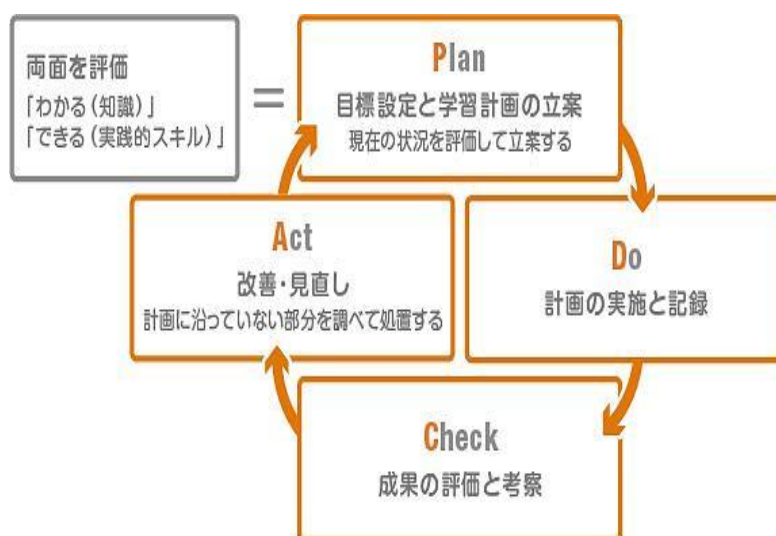 両面を評価
「わかる(知識)」
「できる(実践的スキル)」
=
Plan
目標設定と学習計画の立案
現在の状況を評価して立案する
Do
計画の実施と記録
Check
成果の評価と考察
Act
改善・見直し
計画に沿っていない部分を調べて処置する